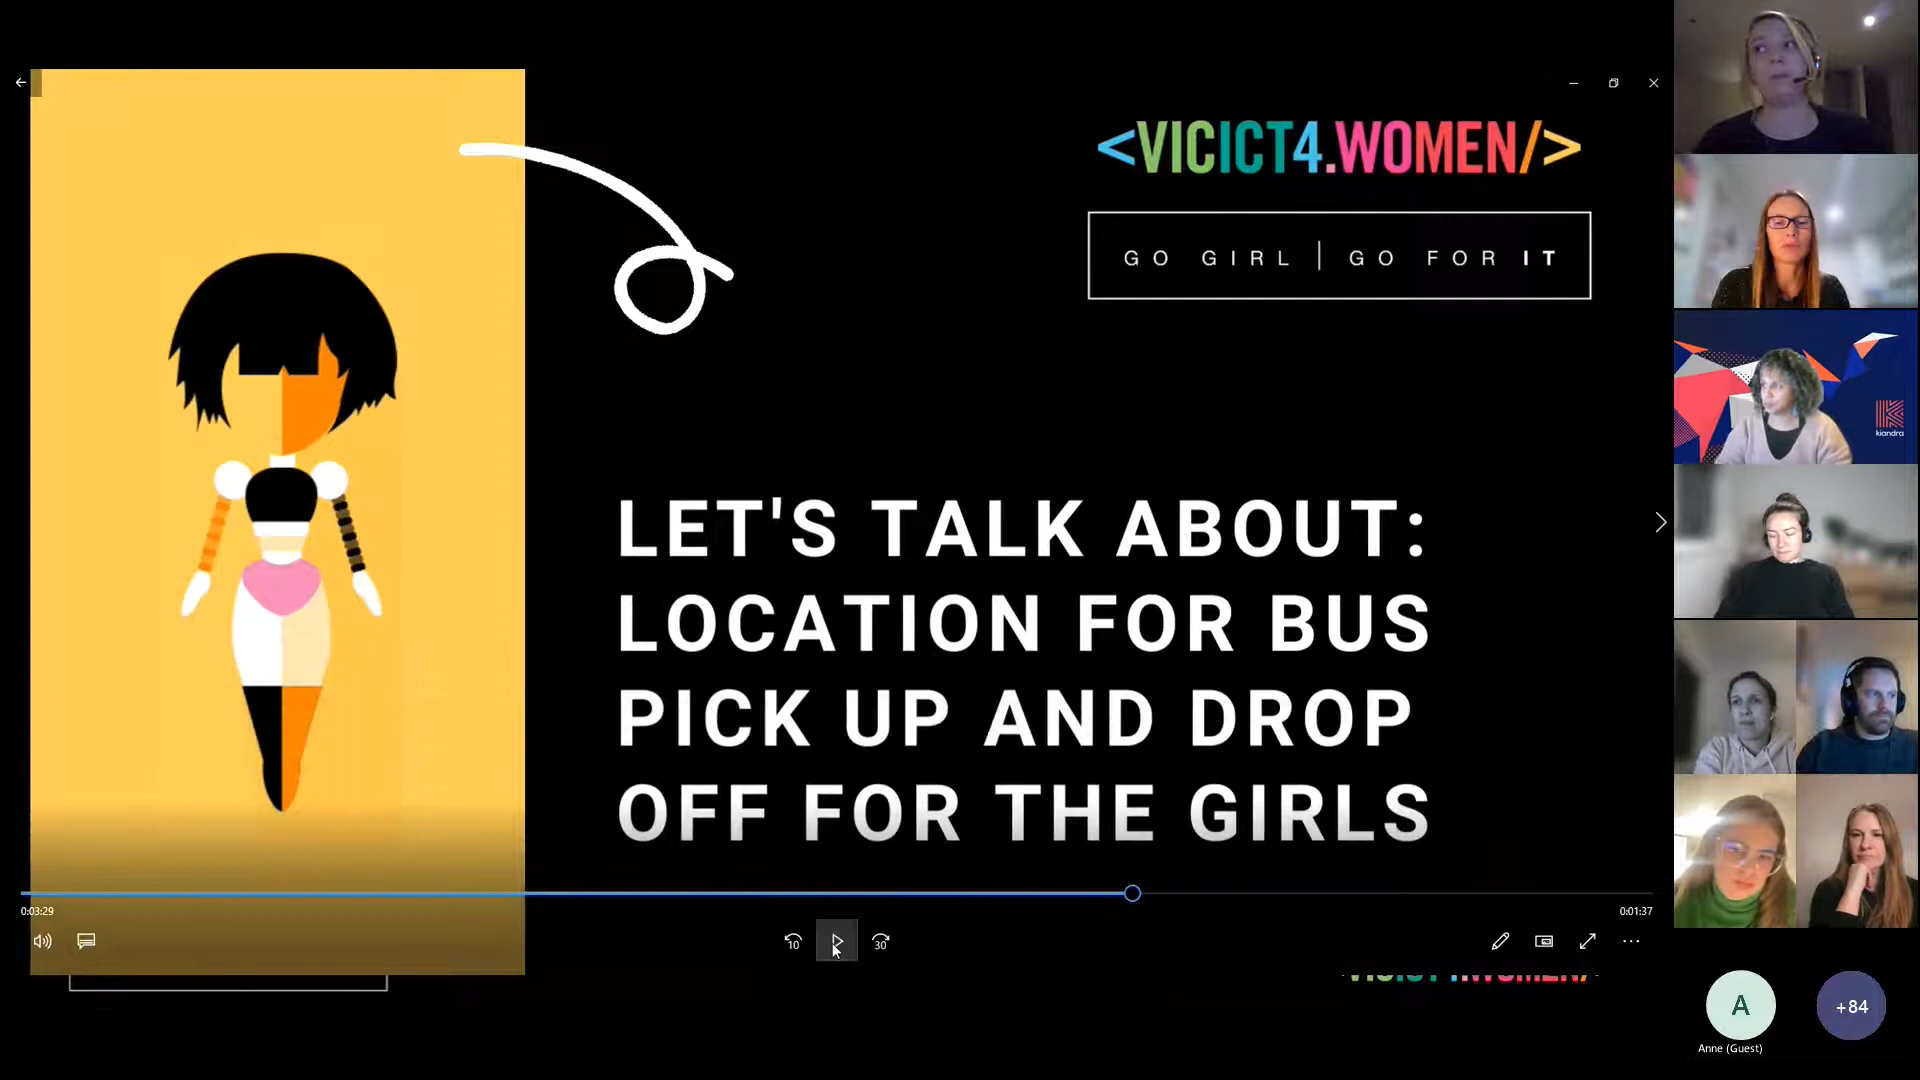 <VICICT4.WOMEN/>
GO GIRL | GO FOR IT
LET'S TALK ABOUT:
LOCATION FOR BUS
PICK UP AND DROP
OFF FOR THE GIRLS
0:03:29
0:01:37
10
30
kiandra
A
+84
Anne (Guest)